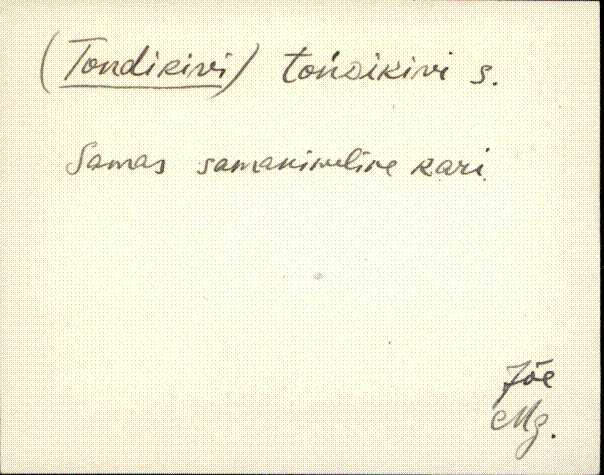 (Tondikivi) tońdikivi s.
Samas samanimeline kari
Jõe
Mg.